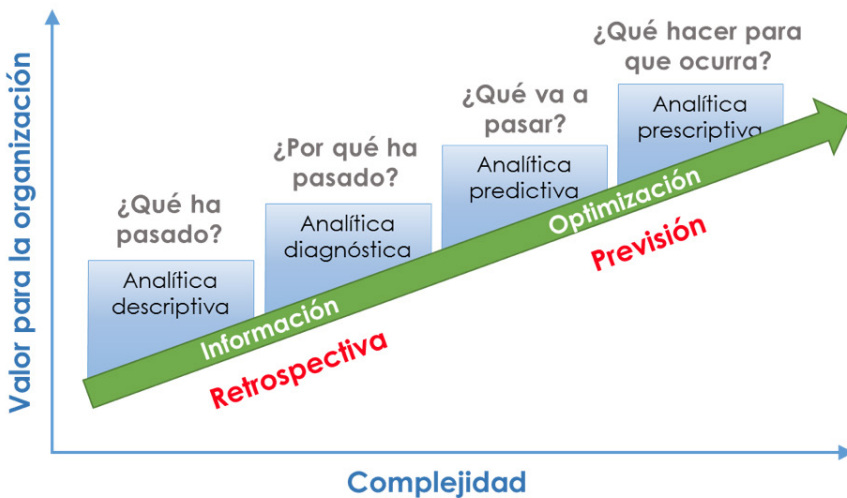 ¿Qué hacer para
que ocurra?
Analítica
prescriptiva
¿Qué va a
pasar?
Analítica
predictiva
¿Por qué ha
pasado?
Analítica
diagnóstica
¿Qué ha
pasado?
Analítica
descriptiva
Información
Optimización
Retrospectiva
Previsión
Valor para la organización
Complejidad